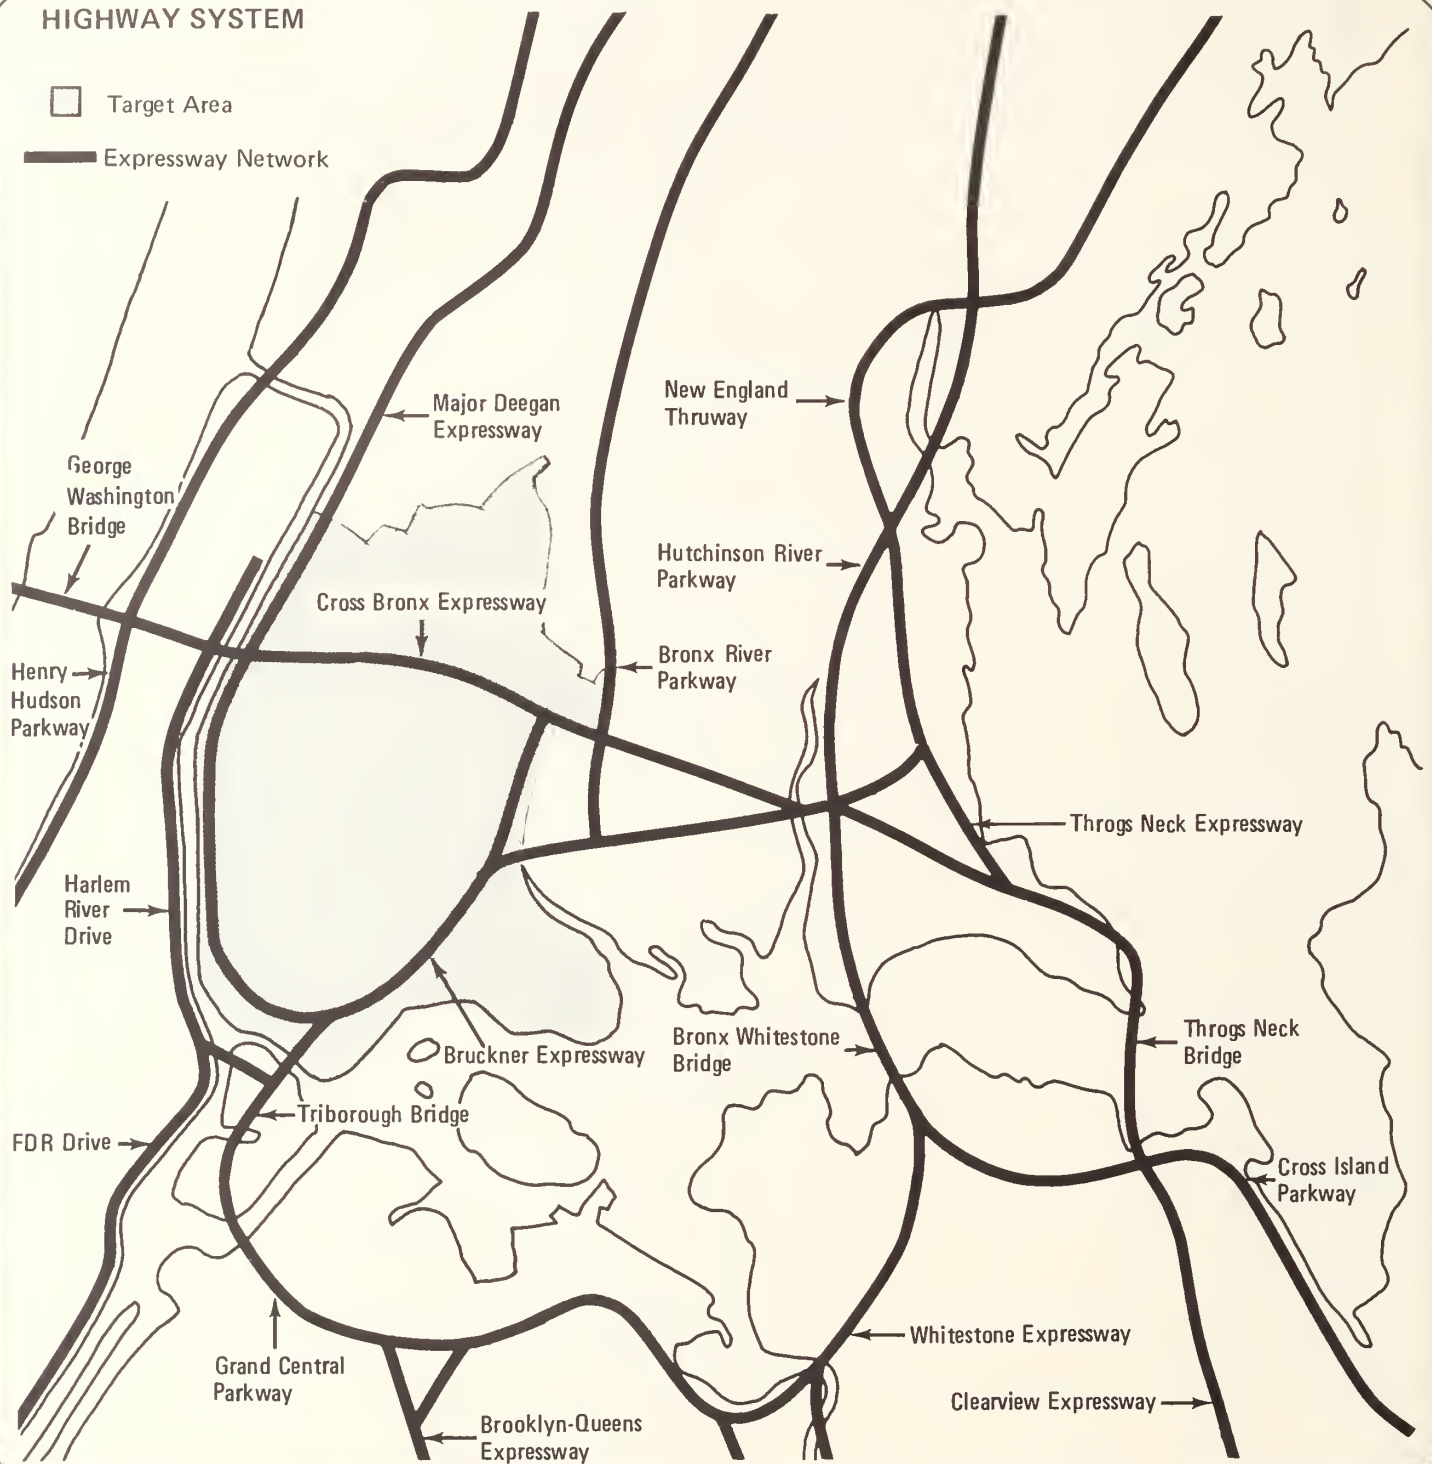 HIGHWAY SYSTEM
Target Area
Expressway Network
Major Deegan
Expressway
New England
Thruway
George
Washington
Bridge
Hutchinson River
Parkway
Cross Bronx Expressway
Henry
Hudson
Parkway
Bronx River
Parkway
Throgs Neck Expressway
Harlem
River
Drive
Bronx Whitestone
Bridge
Throgs Neck
Bridge
Bruckner Expressway
Triborough Bridge
FDR Drive
Cross Island
Parkway
Whitestone Expressway
Grand Central
Parkway
Clearview Expressway
Brooklyn-Queens
Expressway